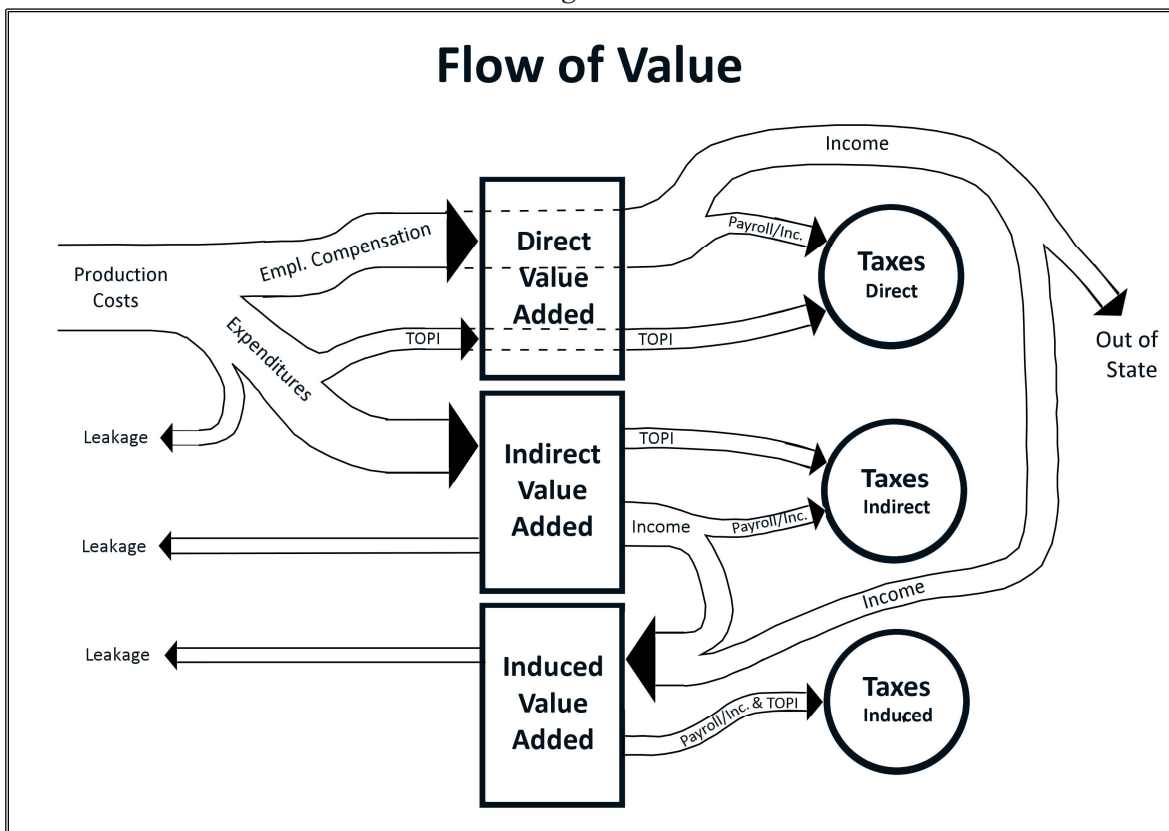 Flow of Value
Income
Production
Costs
Empl. Compensation
Expenditures
TOPI
Leakage
Leakage
Leakage
Direct
Value
Added
Indirect
Value
Added
Induced
Value
Added
Payroll/Inc.
TOPI
TOPI
Income
Payroll/Inc.
Income
Payroll/Inc. & TOPI
Taxes
Direct
Taxes
Indirect
Taxes
Induced
Out of
State